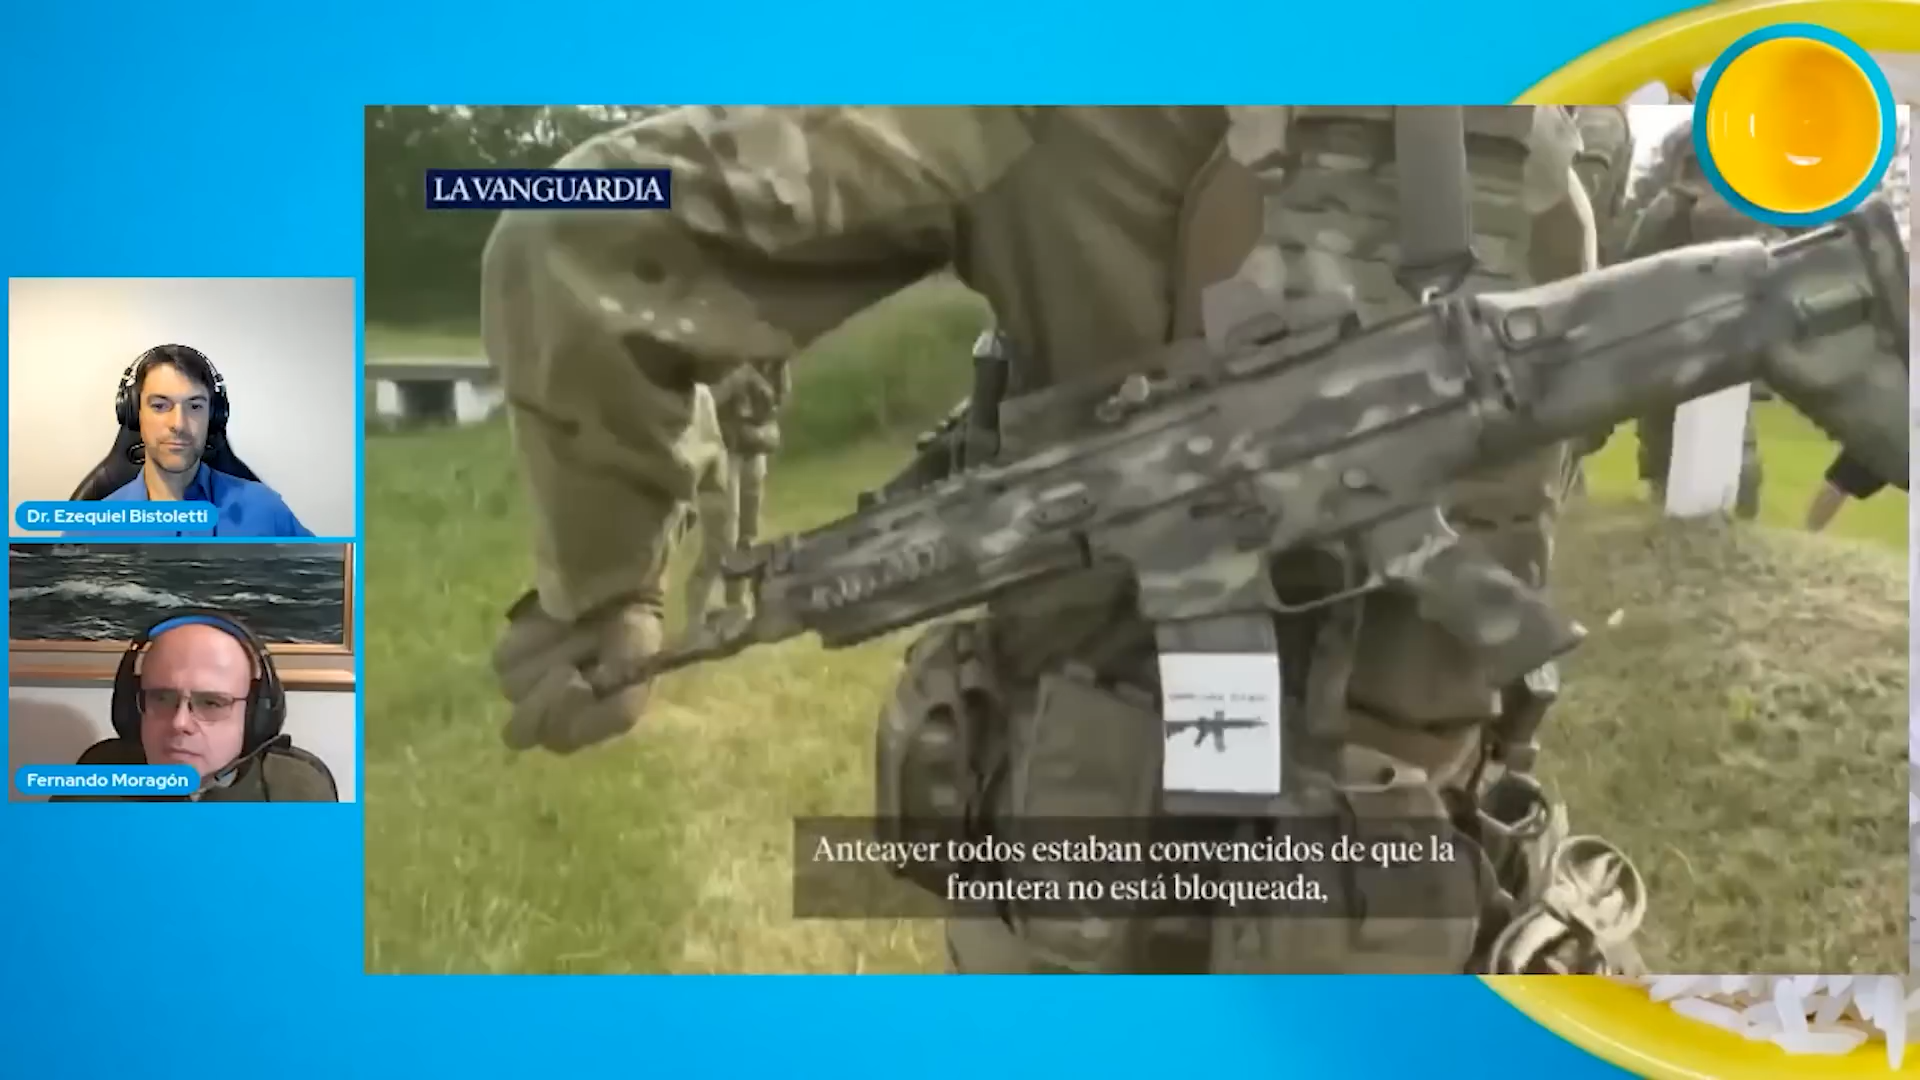 LA VANGUARDIA
Dr. Ezequiel Bistoletti
Fernando Moragón
Anteayer todos estaban convencidos de que la
frontera no está bloqueada,